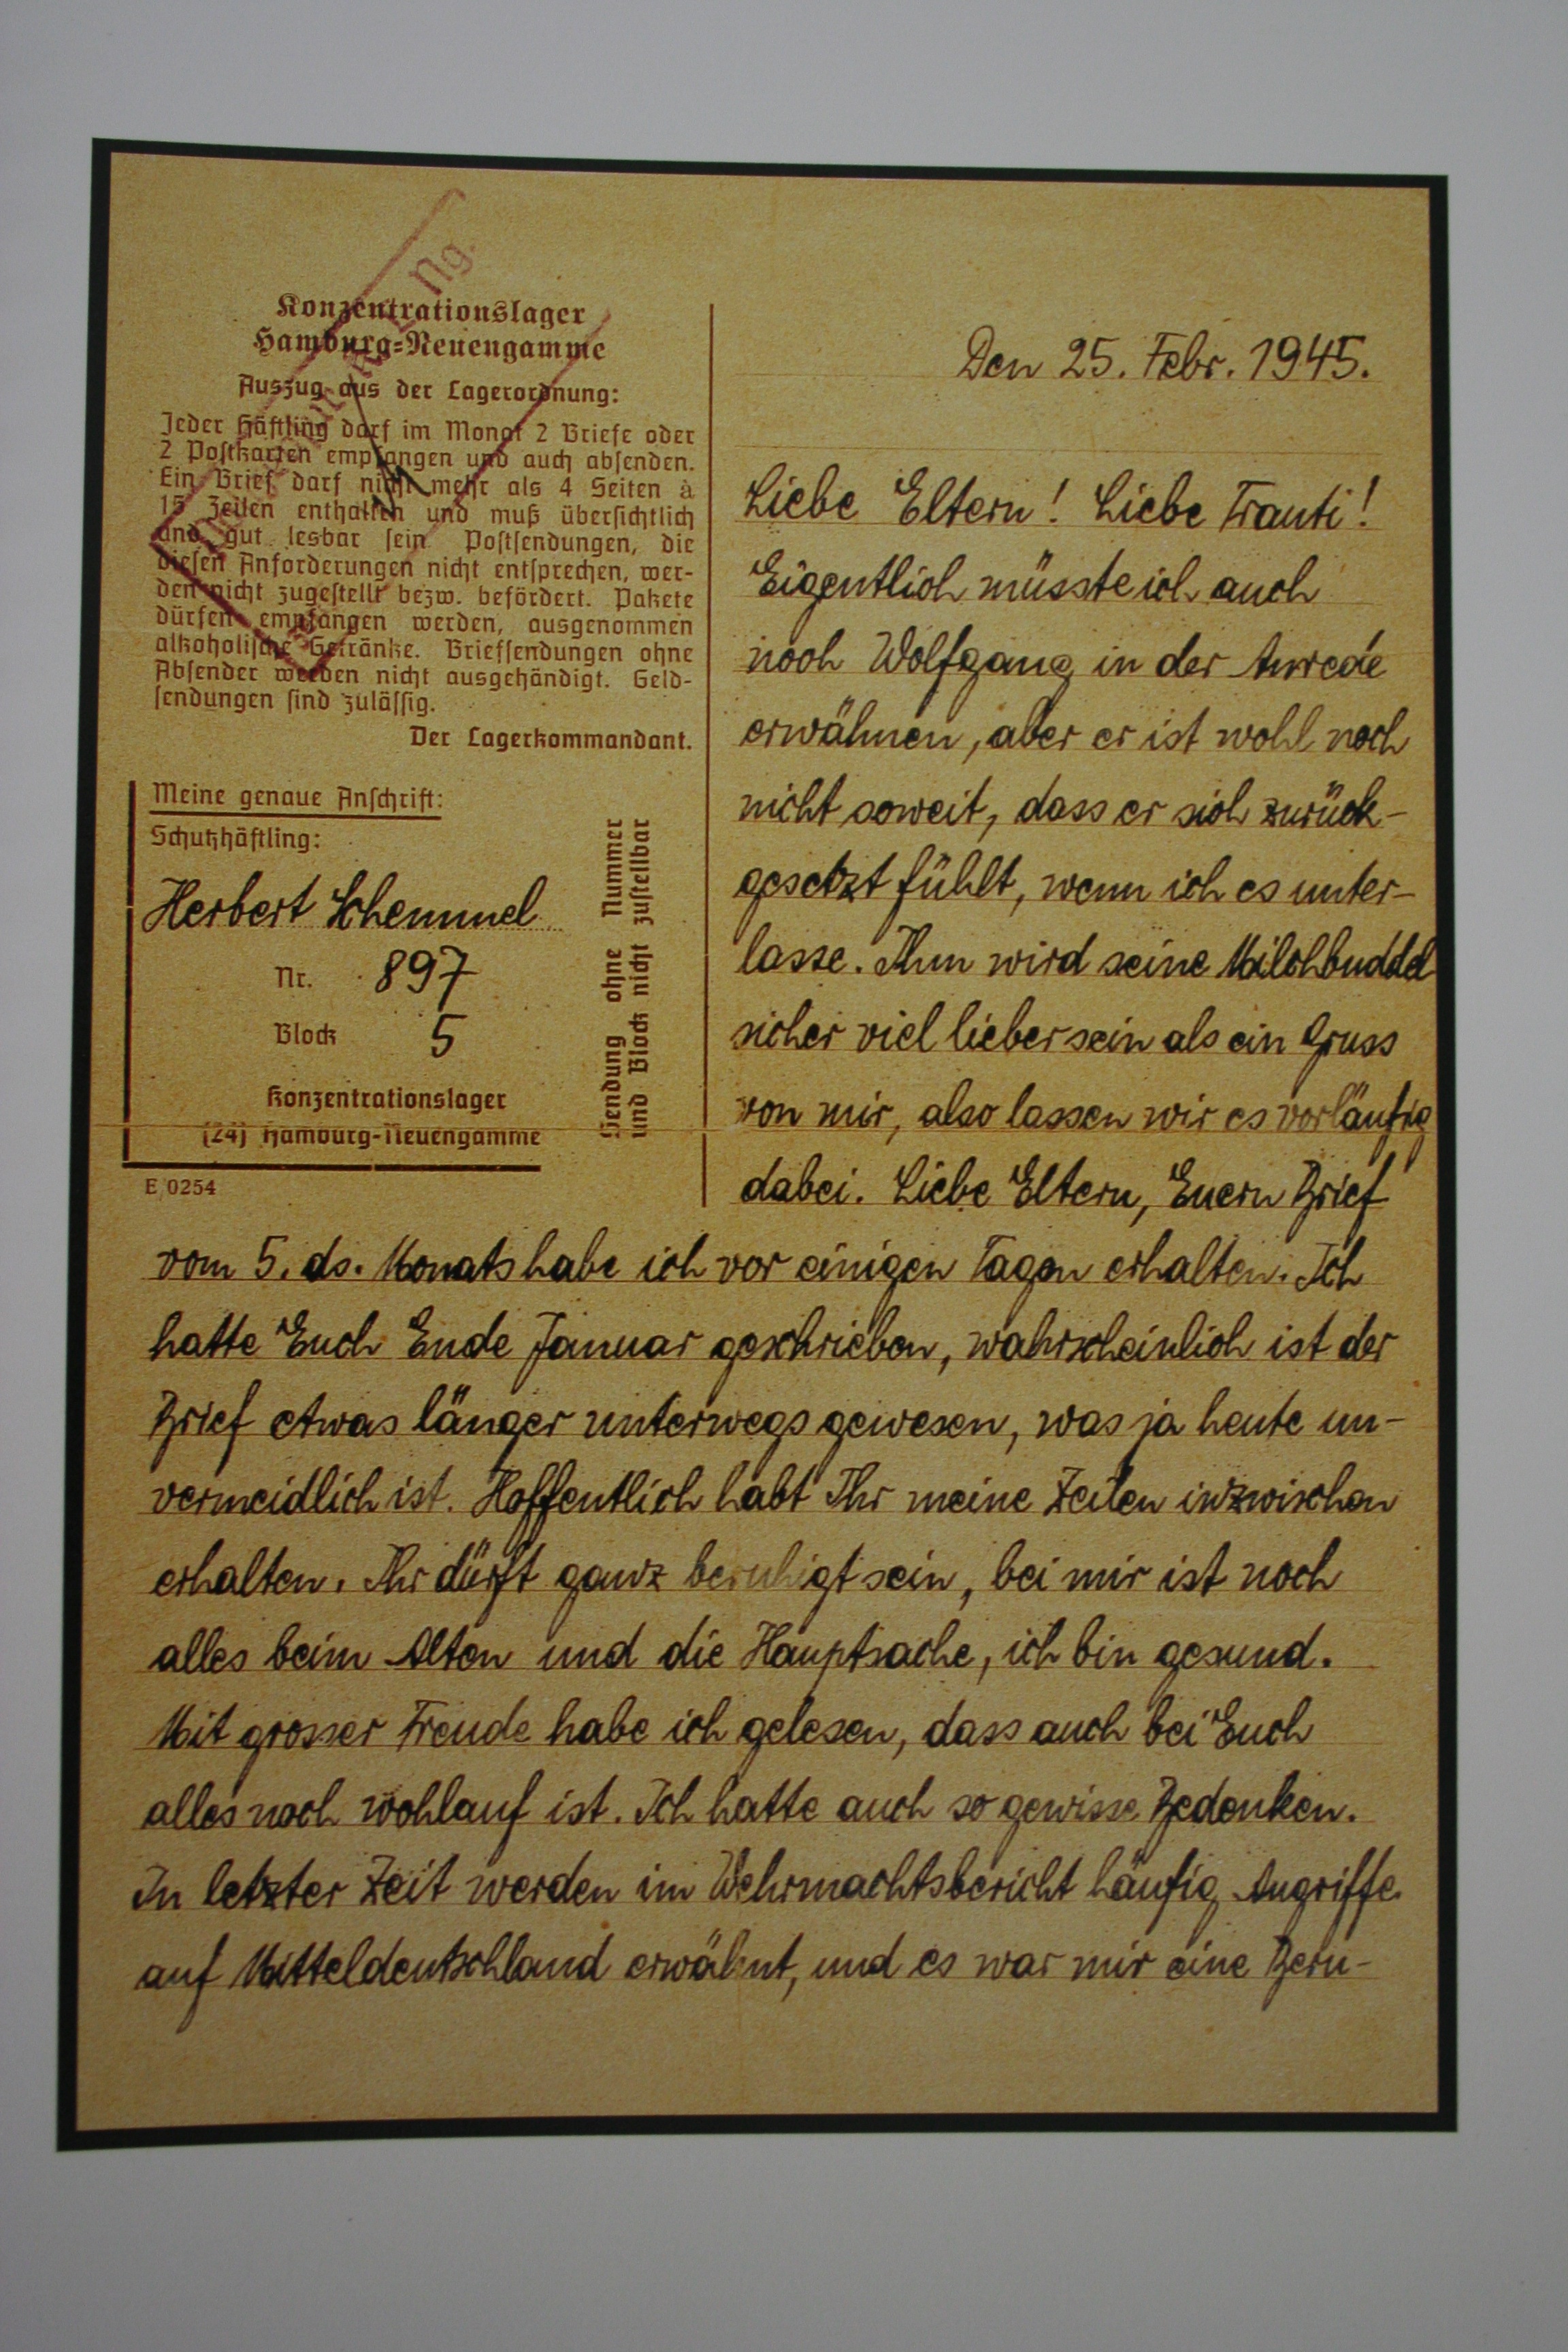 Konzentrationslager
Hamburg-Neuengamme
Auszug aus der Lagerordnung:
Jeder Häftling darf im Monat 2 Briefe oder
2 Postkarten empfangen und auch absenden.
Ein Brief darf nicht mehr als 4 Seiten à
15 Zeilen enthalten und muß übersichtlich
und gut lesbar sein. Postsendungen, die
diesen Anforderungen nicht entsprechen, wer-
den nicht zugestellt bezw. befördert. Pakete
dürfen empfangen werden, ausgenommen
alkoholische Getränke. Briefsendungen ohne
Absender werden nicht ausgehändigt. Geld-
sendungen sind zulässig.
Der Lagerkommandant.
Meine genaue Anschrift:
Schutzhäftling:
Herbert Schemmel
Nr. 897
Block 5
Konzentrationslager
(24) Hamburg-Neuengamme
Sendung ohne Nummer
und Block nicht zustellbar
E 0254
Ng.
Den 25. Febr. 1945.
Liebe Eltern! Liebe Trauti!
Eigentlich müsste ich auch
noch Wolfgang in der Anrede
erwähnen, aber er ist wohl noch
nicht soweit, dass er sich zurück-
gesetzt fühlt, wenn ich es unter-
lasse. Ihm wird seine Milchbuddel
sicher viel lieber sein als ein Gruss
von mir, also lassen wir es vorläufig
dabei. Liebe Eltern, Euern Brief
vom 5. ds. Monats habe ich vor einigen Tagen erhalten. Ich
hatte Euch Ende Januar geschrieben, wahrscheinlich ist der
Brief etwas länger unterwegs gewesen, was ja heute un-
vermeidlich ist. Hoffentlich habt Ihr meine Zeilen inzwischen
erhalten. Ihr dürft ganz beruhigt sein, bei mir ist noch
alles beim Alten und die Hauptsache, ich bin gesund.
Mit grosser Freude habe ich gelesen, dass auch bei Euch
alles noch wohlauf ist. Ich hatte auch so gewisse Bedenken.
In letzter Zeit werden im Wehrmachtsbericht häufig Angriffe
auf Mitteldeutschland erwähnt, und es war mir eine Beru-